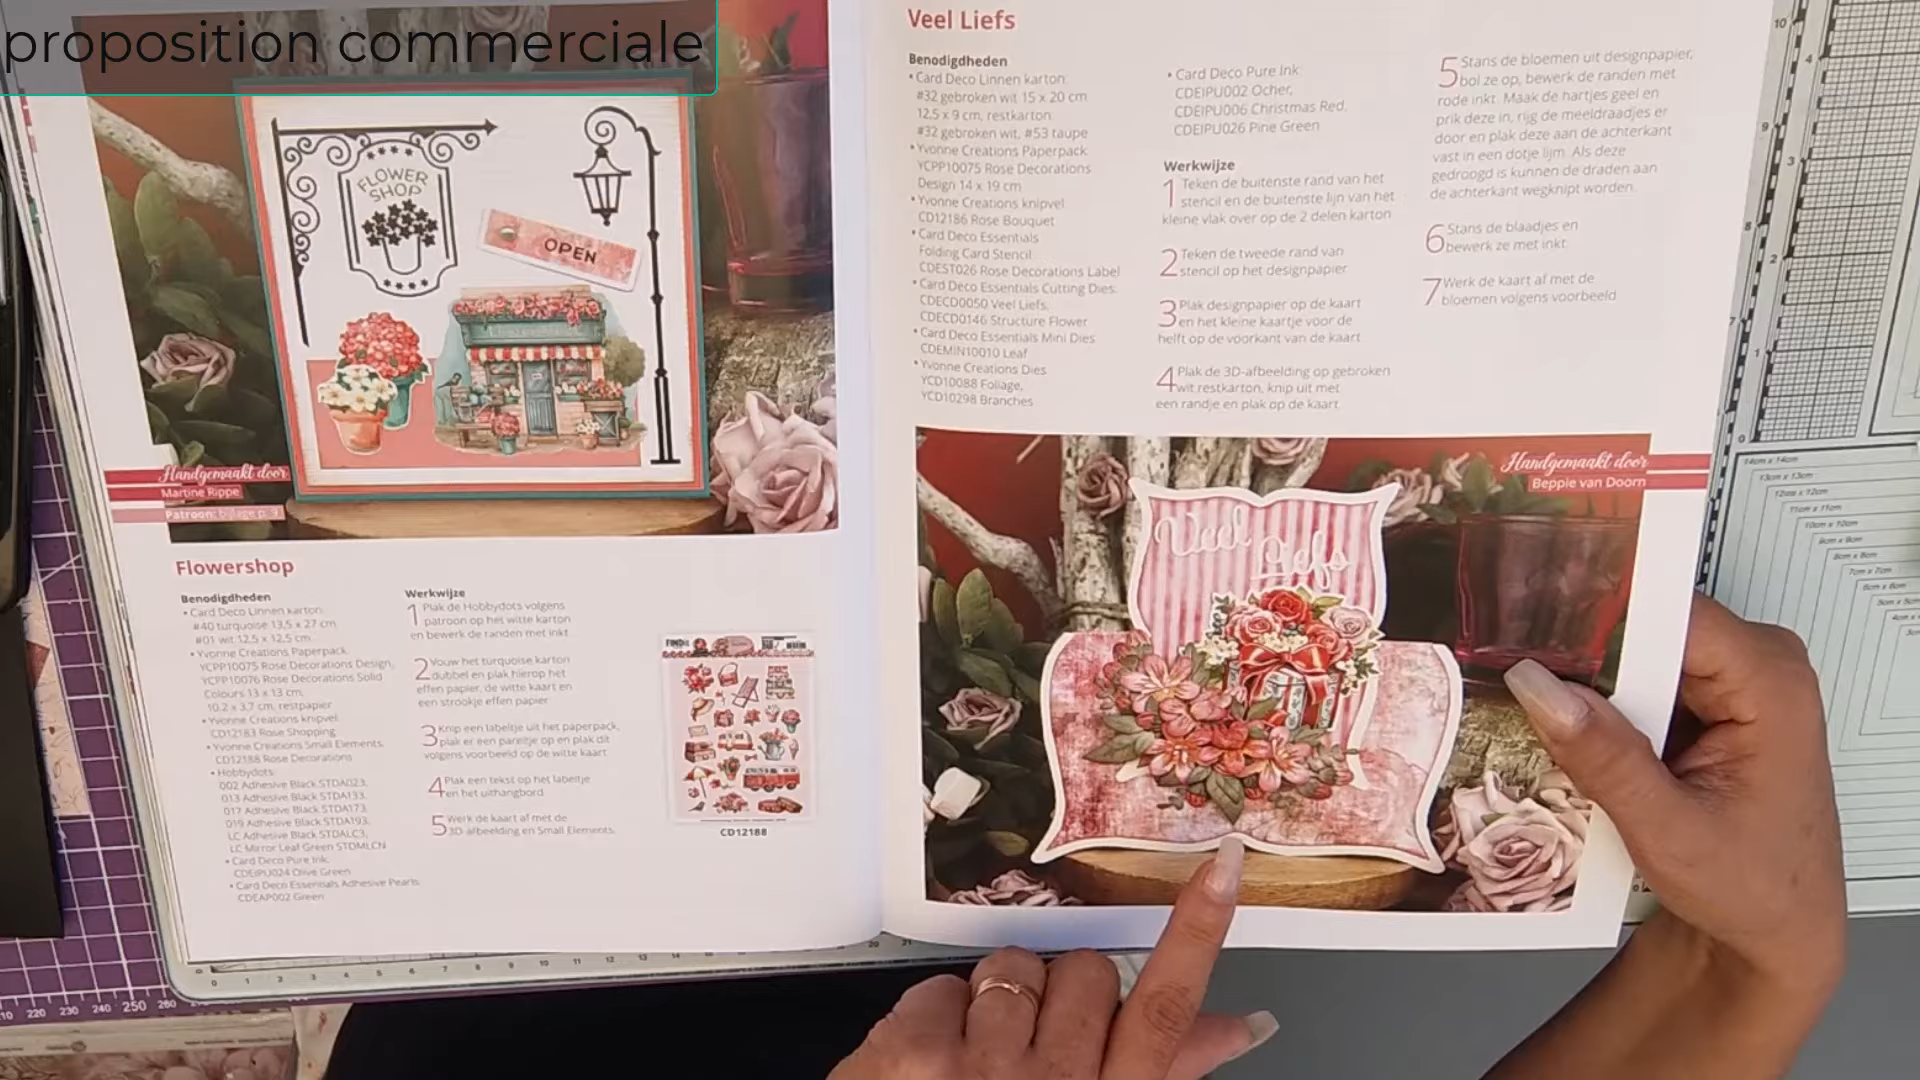 proposition commerciale
FLOWER
SHOP
OPEN
Handgemaakt door
Martine Rippe
Patroon: bijlage p. 9
Flowershop
Benodigdheden
• Card Deco Linnen karton:
#40 turquoise 13,5 x 27 cm
#01 wit 12,5 x 12,5 cm
• Yvonne Creations Paperpack:
YCPP10075 Rose Decorations Design,
YCPP10076 Rose Decorations Solid
Colours 13 x 13 cm,
10,2 x 3,7 cm, restpapier
• Yvonne Creations knipvel:
CD12183 Rose Shopping
• Yvonne Creations Small Elements:
CD12188 Rose Decorations
• Hobbydots:
002 Adhesive Black STDA023,
013 Adhesive Black STDA133,
017 Adhesive Black STDA173,
019 Adhesive Black STDA193,
LC Adhesive Black STDALC3,
LC Mirror Leaf Green STDMLCN
• Card Deco Pure Ink:
CDEIPU024 Olive Green
• Card Deco Essentials Adhesive Pearls:
CDEAP002 Green
Werkwijze
1 Plak de Hobbydots volgens
patroon op het witte karton
en bewerk de randen met inkt.
2 Vouw het turquoise karton
dubbel en plak hierop het
effen papier, de witte kaart en
een strookje effen papier
3 Knip een labeltje uit het paperpack,
plak er een pareltje op en plak dit
volgens voorbeeld op de witte kaart
4 Plak een tekst op het labeltje
en het uithangbord
5 Werk de kaart af met de
3D-afbeelding en Small Elements.
CD12188
Veel Liefs
Benodigdheden
• Card Deco Linnen karton:
#32 gebroken wit 15 x 20 cm
12,5 x 9 cm, restkarton:
#32 gebroken wit, #53 taupe
• Yvonne Creations Paperpack:
YCPP10075 Rose Decorations
Design 14 x 19 cm
• Yvonne Creations knipvel:
CD12186 Rose Bouquet
• Card Deco Essentials
Folding Card Stencil
CDEST026 Rose Decorations Label
• Card Deco Essentials Cutting Dies:
CDECD0050 Veel Liefs,
CDECD0146 Structure Flower
• Card Deco Essentials Mini Dies
CDEMIN10010 Leaf
• Yvonne Creations Dies
YCD10088 Foliage,
YCD10298 Branches
• Card Deco Pure Ink:
CDEIPU002 Ocher,
CDEIPU006 Christmas Red,
CDEIPU026 Pine Green
Werkwijze
1 Teken de buitenste rand van het
stencil en de buitenste lijn van het
kleine vlak over op de 2 delen karton
2 Teken de tweede rand van
stencil op het designpapier
3 Plak designpapier op de kaart
en het kleine kaartje voor de
helft op de voorkant van de kaart
4 Plak de 3D-afbeelding op gebroken
wit restkarton, knip uit met
een randje en plak op de kaart.
5 Stans de bloemen uit designpapier,
bol ze op, bewerk de randen met
rode inkt. Maak de hartjes geel en
prik deze in, rijg de meeldraadjes er
door en plak deze aan de achterkant
vast in een dotje lijm. Als deze
gedroogd is kunnen de draden aan
de achterkant wegknipt worden.
6 Stans de blaadjes en
bewerk ze met inkt.
7 Werk de kaart af met de
bloemen volgens voorbeeld
Handgemaakt door
Beppie van Doorn
Veel
Liefs